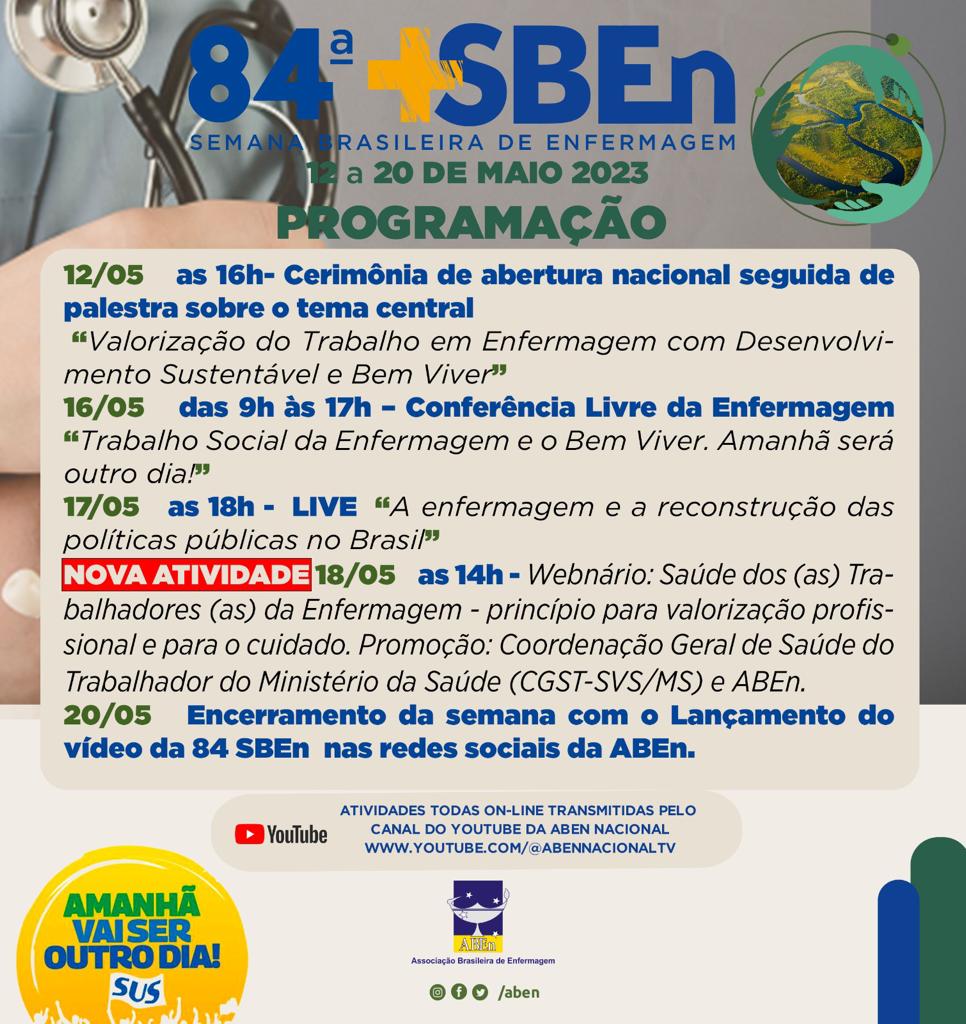 84ª +SBEn
SEMANA BRASILEIRA DE ENFERMAGEM
12 a 20 DE MAIO 2023
PROGRAMAÇÃO
12/05 as 16h- Cerimônia de abertura nacional seguida de
palestra sobre o tema central
“Valorização do Trabalho em Enfermagem com Desenvolvi-
mento Sustentável e Bem Viver”
16/05 das 9h às 17h – Conferência Livre da Enfermagem
“Trabalho Social da Enfermagem e o Bem Viver. Amanhã será
outro dia!”
17/05 as 18h - LIVE “A enfermagem e a reconstrução das
políticas públicas no Brasil”
NOVA ATIVIDADE 18/05 as 14h - Webnário: Saúde dos (as) Tra-
balhadores (as) da Enfermagem - princípio para valorização profis-
sional e para o cuidado. Promoção: Coordenação Geral de Saúde do
Trabalhador do Ministério da Saúde (CGST-SVS/MS) e ABEn.
20/05 Encerramento da semana com o Lançamento do
vídeo da 84 SBEn nas redes sociais da ABEn.
YouTube
ATIVIDADES TODAS ON-LINE TRANSMITIDAS PELO
CANAL DO YOUTUBE DA ABEN NACIONAL
WWW.YOUTUBE.COM/@ABENNACIONALTV
AMANHÃ
VAI SER
OUTRO DIA!
SUS
ABEn
Associação Brasileira de Enfermagem
/aben